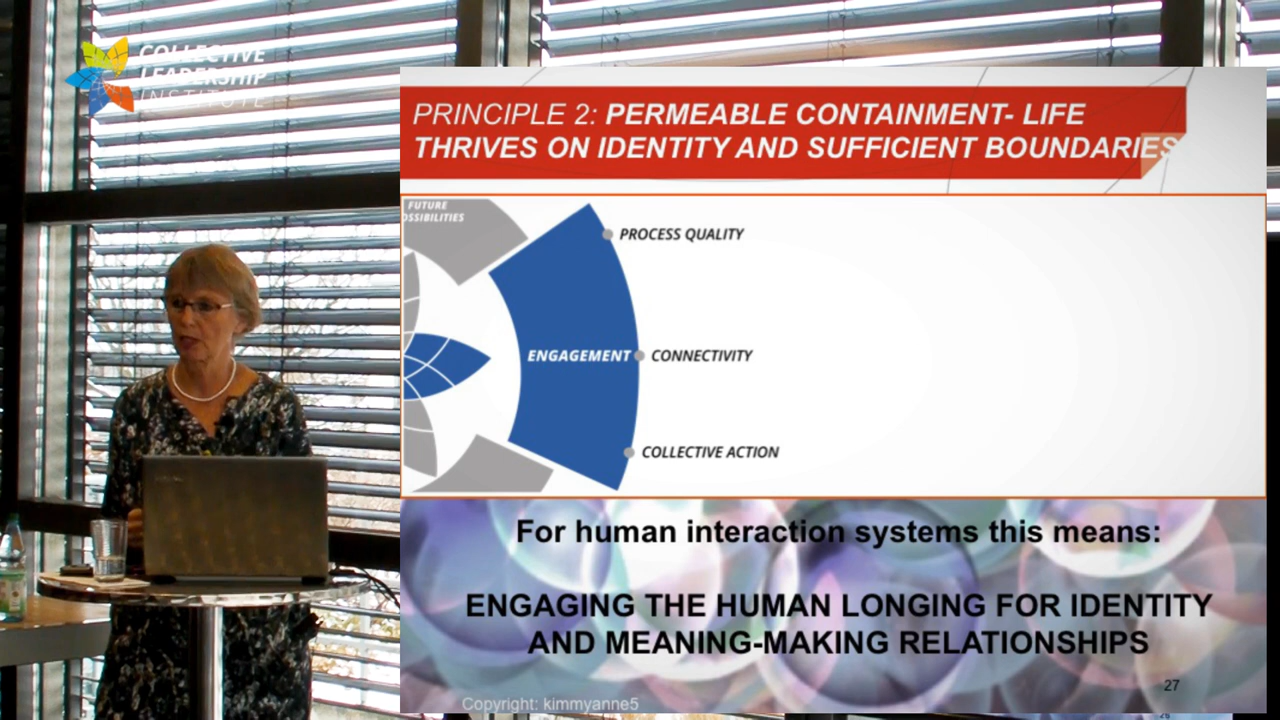 COLLECTIVE
LEADERSHIP
INSTITUTE
PRINCIPLE 2: PERMEABLE CONTAINMENT- LIFE
THRIVES ON IDENTITY AND SUFFICIENT BOUNDARIES
FUTURE
OSSIBILITIES
PROCESS QUALITY
ENGAGEMENT
CONNECTIVITY
COLLECTIVE ACTION
For human interaction systems this means:
ENGAGING THE HUMAN LONGING FOR IDENTITY
AND MEANING-MAKING RELATIONSHIPS
27
Copyright: kimmyanne5